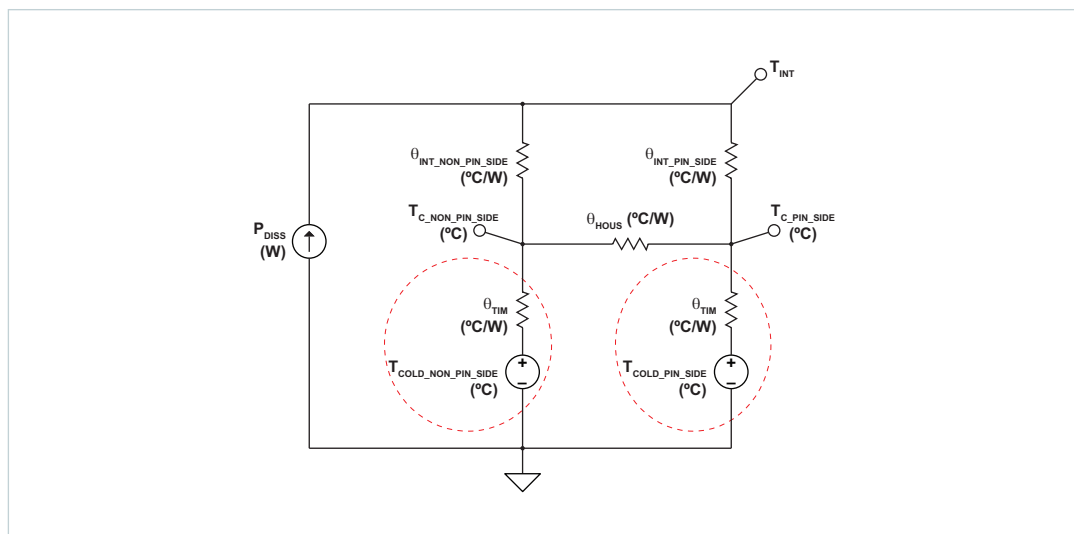 T_INT
θ_INT_NON_PIN_SIDE
(ºC/W)
θ_INT_PIN_SIDE
(ºC/W)
T_C_NON_PIN_SIDE
(ºC)
θ_HOUS (ºC/W)
T_C_PIN_SIDE
(ºC)
P_DISS
(W)
θ_TIM
(ºC/W)
θ_TIM
(ºC/W)
T_COLD_NON_PIN_SIDE
(ºC)
+
–
T_COLD_PIN_SIDE
(ºC)
+
–